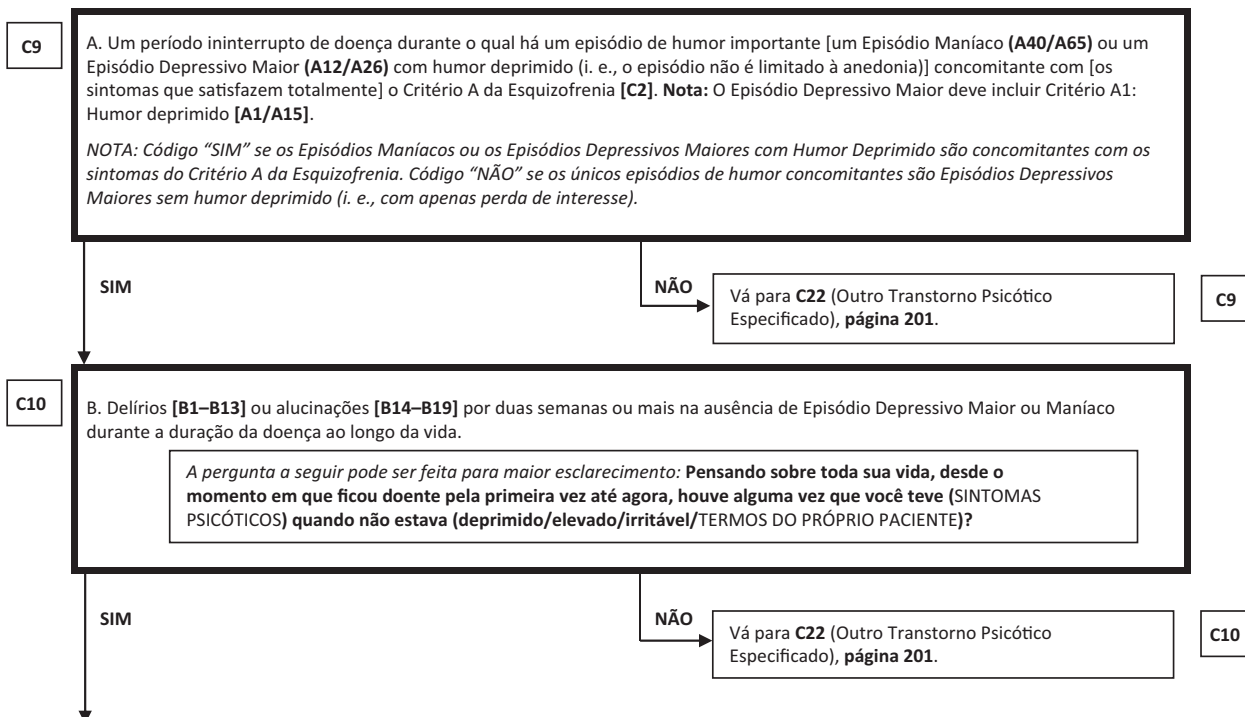 C9
A. Um período ininterrupto de doença durante o qual há um episódio de humor importante [um Episódio Maníaco (A40/A65) ou um
Episódio Depressivo Maior (A12/A26) com humor deprimido (i. e., o episódio não é limitado à anedonia)] concomitante com [os
sintomas que satisfazem totalmente] o Critério A da Esquizofrenia [C2]. Nota: O Episódio Depressivo Maior deve incluir Critério A1:
Humor deprimido [A1/A15].
NOTA: Código “SIM” se os Episódios Maníacos ou os Episódios Depressivos Maiores com Humor Deprimido são concomitantes com os
sintomas do Critério A da Esquizofrenia. Código “NÃO” se os únicos episódios de humor concomitantes são Episódios Depressivos
Maiores sem humor deprimido (i. e., com apenas perda de interesse).
SIM
NÃO
Vá para C22 (Outro Transtorno Psicótico
Especificado), página 201.
C9
C10
B. Delírios [B1–B13] ou alucinações [B14–B19] por duas semanas ou mais na ausência de Episódio Depressivo Maior ou Maníaco
durante a duração da doença ao longo da vida.
A pergunta a seguir pode ser feita para maior esclarecimento: Pensando sobre toda sua vida, desde o
momento em que ficou doente pela primeira vez até agora, houve alguma vez que você teve (SINTOMAS
PSICÓTICOS) quando não estava (deprimido/elevado/irritável/TERMOS DO PRÓPRIO PACIENTE)?
SIM
NÃO
Vá para C22 (Outro Transtorno Psicótico
Especificado), página 201.
C10